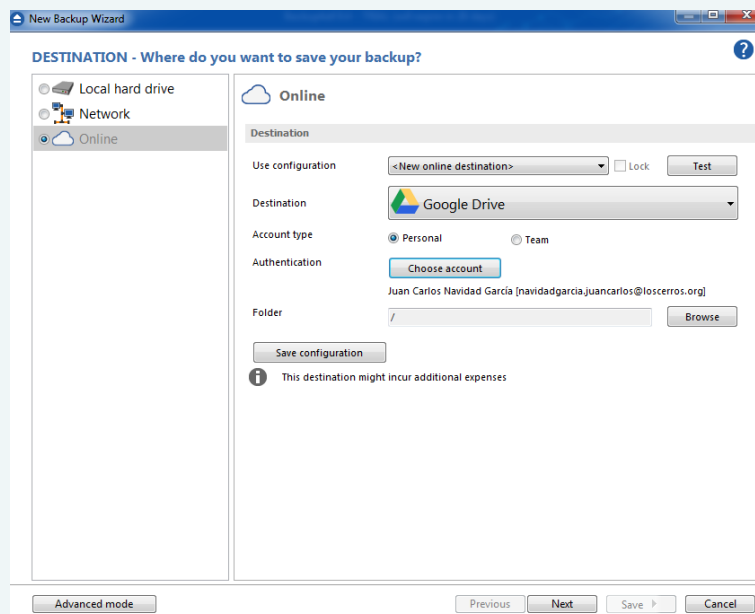 New Backup Wizard
DESTINATION - Where do you want to save your backup?
Local hard drive
Network
Online
Online
Destination
Use configuration <New online destination> Lock Test
Destination Google Drive
Account type Personal Team
Authentication Choose account
Juan Carlos Navidad García [navidadgarcia.juancarlos@loscerros.org]
Folder / Browse
Save configuration
This destination might incur additional expenses
Advanced mode Previous Next Save Cancel